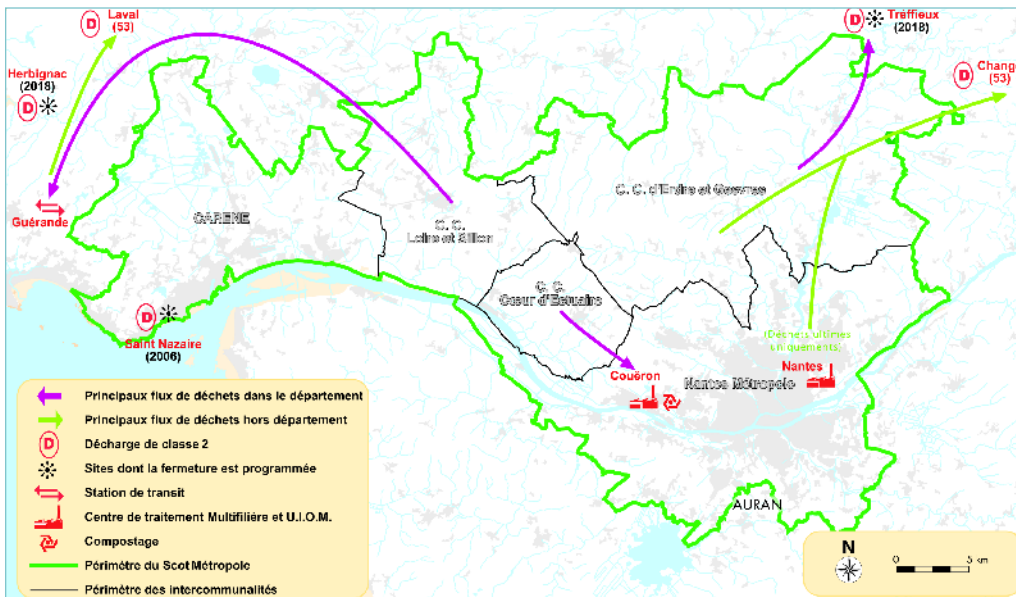 D
Laval
(53)
Herbignac
(2018)
D
Guérande
CARENE
D
Saint Nazaire
(2006)
C. C.
Loire et Sillon
C. C.
Cœur d'Estuaire
C. C. d'Erdre et Gesvres
D
Tréffieux
(2018)
D
Changé
(53)
(Déchets ultimes
uniquements)
Nantes
Couëron
Nantes Métropole
AURAN
Principaux flux de déchets dans le département
Principaux flux de déchets hors département
D
Décharge de classe 2
Sites dont la fermeture est programmée
Station de transit
Centre de traitement Multifilière et U.I.O.M.
Compostage
Périmètre du Scot Métropole
Périmètre des intercommunalités
N
0 5 km